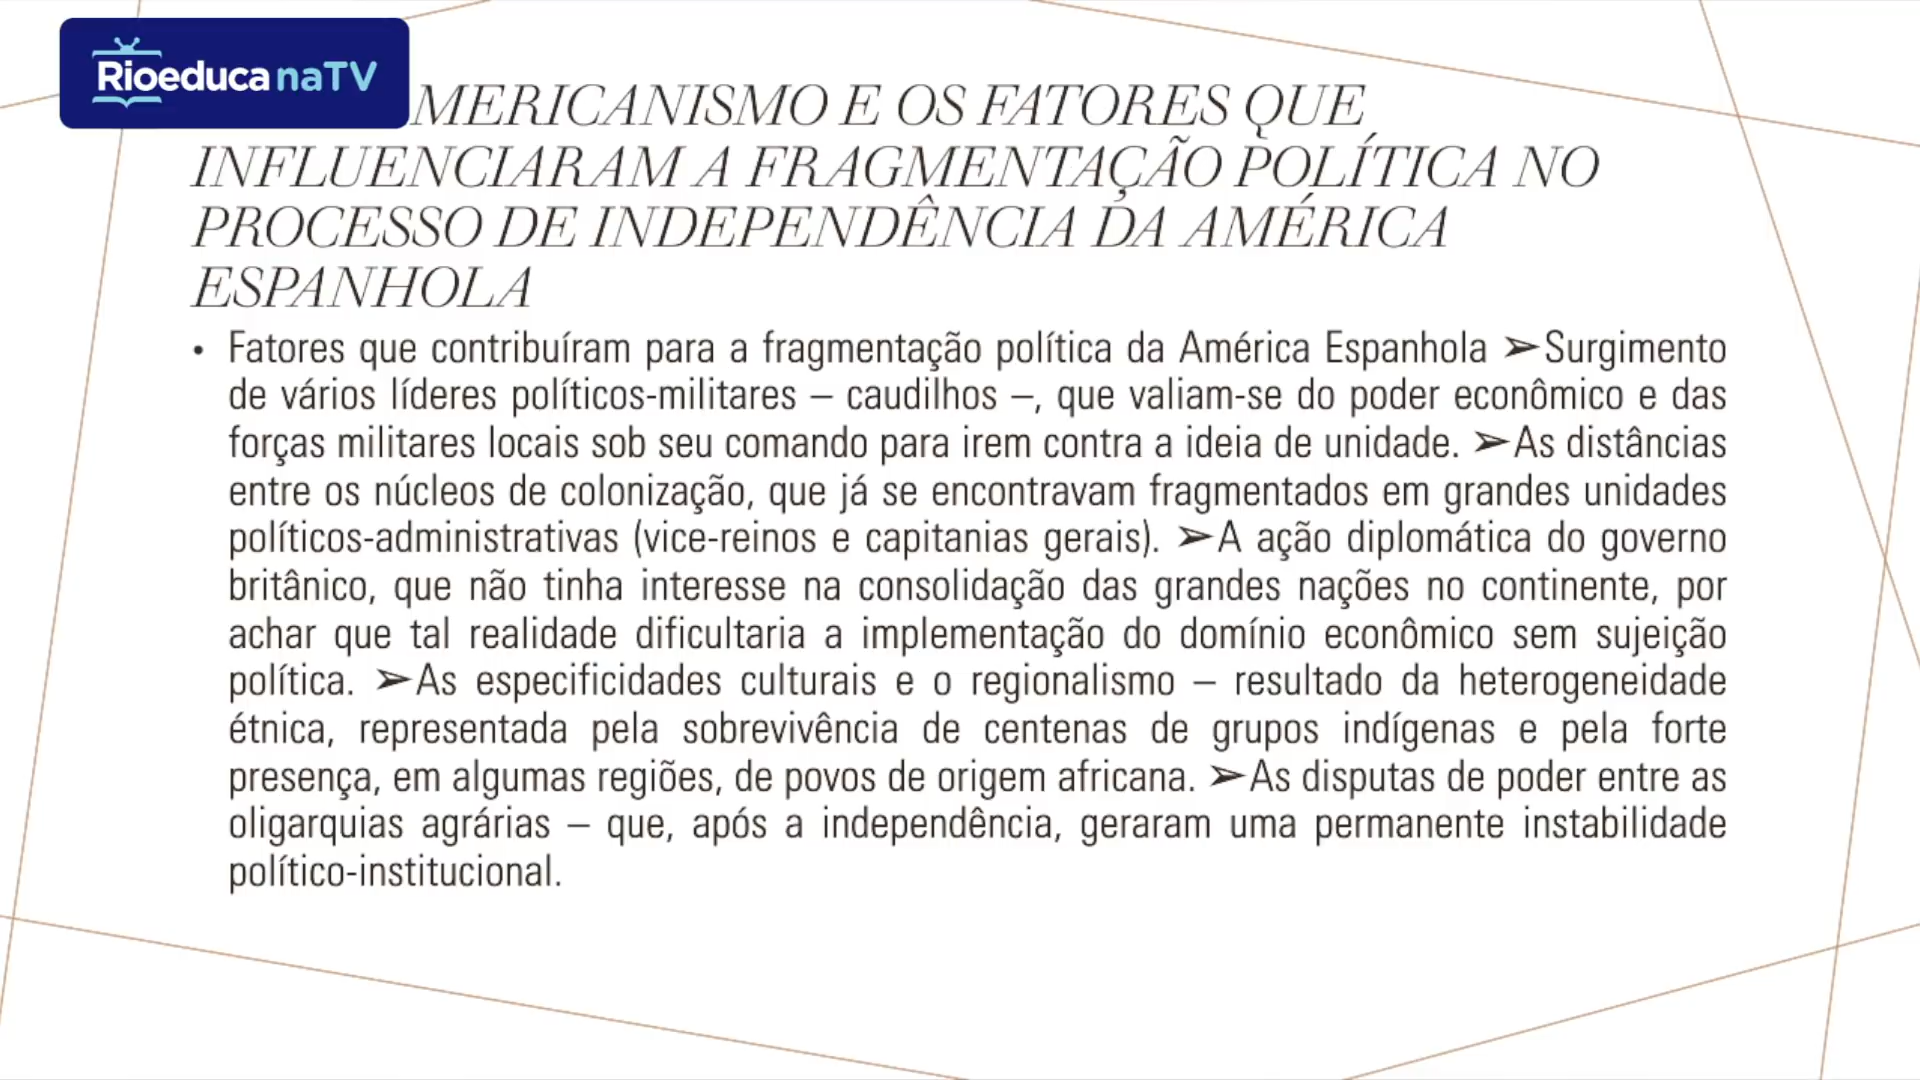 Rioeduca naTV
MERICANISMO E OS FATORES QUE
INFLUENCIARAM A FRAGMENTAÇÃO POLÍTICA NO
PROCESSO DE INDEPENDÊNCIA DA AMÉRICA
ESPANHOLA
• Fatores que contribuíram para a fragmentação política da América Espanhola ➢Surgimento
de vários líderes políticos-militares – caudilhos –, que valiam-se do poder econômico e das
forças militares locais sob seu comando para irem contra a ideia de unidade. ➢As distâncias
entre os núcleos de colonização, que já se encontravam fragmentados em grandes unidades
políticos-administrativas (vice-reinos e capitanias gerais). ➢A ação diplomática do governo
britânico, que não tinha interesse na consolidação das grandes nações no continente, por
achar que tal realidade dificultaria a implementação do domínio econômico sem sujeição
política. ➢As especificidades culturais e o regionalismo – resultado da heterogeneidade
étnica, representada pela sobrevivência de centenas de grupos indígenas e pela forte
presença, em algumas regiões, de povos de origem africana. ➢As disputas de poder entre as
oligarquias agrárias – que, após a independência, geraram uma permanente instabilidade
político-institucional.